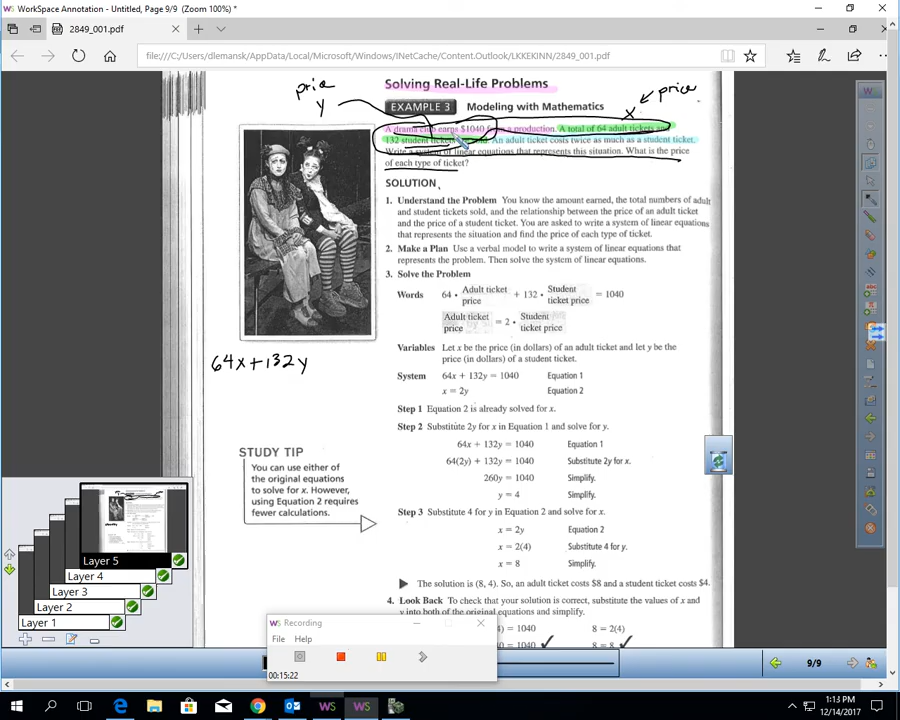 WorkSpace Annotation - Untitled, Page 9/9 (Zoom 200%) *
2849_001.pdf
file:///C:/Users/dlemansk/AppData/Local/Microsoft/Windows/INetCache/Content.Outlook/LKKEKINN/2849_001.pdf
Solving Real-Life Problems
price
y
x
price
EXAMPLE 3 Modeling with Mathematics
A drama club earns $1040 from a production. A total of 64 adult tickets and
132 student tickets are sold. An adult ticket costs twice as much as a student ticket.
Write a system of linear equations that represents this situation. What is the price
of each type of ticket?
SOLUTION
1. Understand the Problem You know the amount earned, the total numbers of adult
and student tickets sold, and the relationship between the price of an adult ticket
and the price of a student ticket. You are asked to write a system of linear equations
that represents the situation and find the price of each type of ticket.
2. Make a Plan Use a verbal model to write a system of linear equations that
represents the problem. Then solve the system of linear equations.
3. Solve the Problem
Words 64 • Adult ticket price + 132 • Student ticket price = 1040
Adult ticket price = 2 • Student ticket price
64x + 132y
Variables Let x be the price (in dollars) of an adult ticket and let y be the
price (in dollars) of a student ticket.
System 64x + 132y = 1040 Equation 1
x = 2y Equation 2
Step 1 Equation 2 is already solved for x.
Step 2 Substitute 2y for x in Equation 1 and solve for y.
64x + 132y = 1040 Equation 1
64(2y) + 132y = 1040 Substitute 2y for x.
260y = 1040 Simplify.
y = 4 Simplify.
STUDY TIP
You can use either of
the original equations
to solve for x. However,
using Equation 2 requires
fewer calculations.
Step 3 Substitute 4 for y in Equation 2 and solve for x.
x = 2y Equation 2
x = 2(4) Substitute 4 for y.
x = 8 Simplify.
The solution is (8, 4). So, an adult ticket costs $8 and a student ticket costs $4.
4. Look Back To check that your solution is correct, substitute the values of x and
y into both of the original equations and simplify.
= 1040 8 = 2(4)
= 1040 ✓ 8 = 8 ✓
Layer 5
Layer 4
Layer 3
Layer 2
Layer 1
WS Recording
File Help
00:15:22
9/9
1:13 PM
12/14/2017